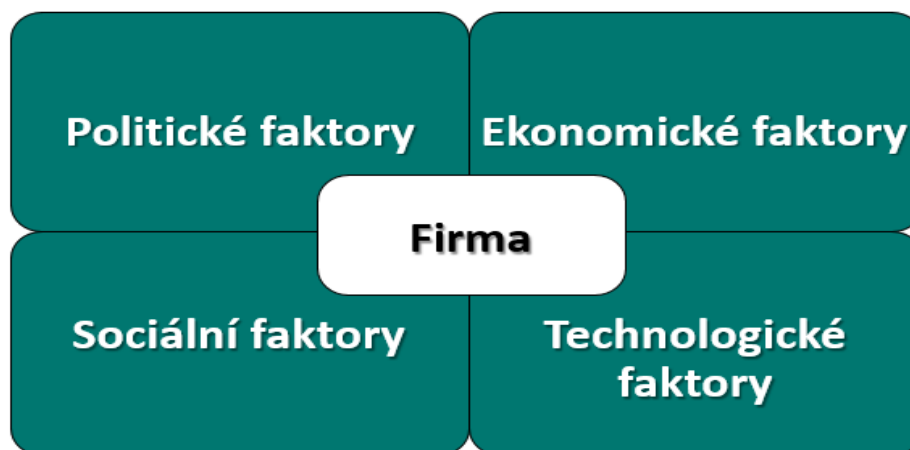 Politické faktory
Ekonomické faktory
Firma
Sociální faktory
Technologické
faktory